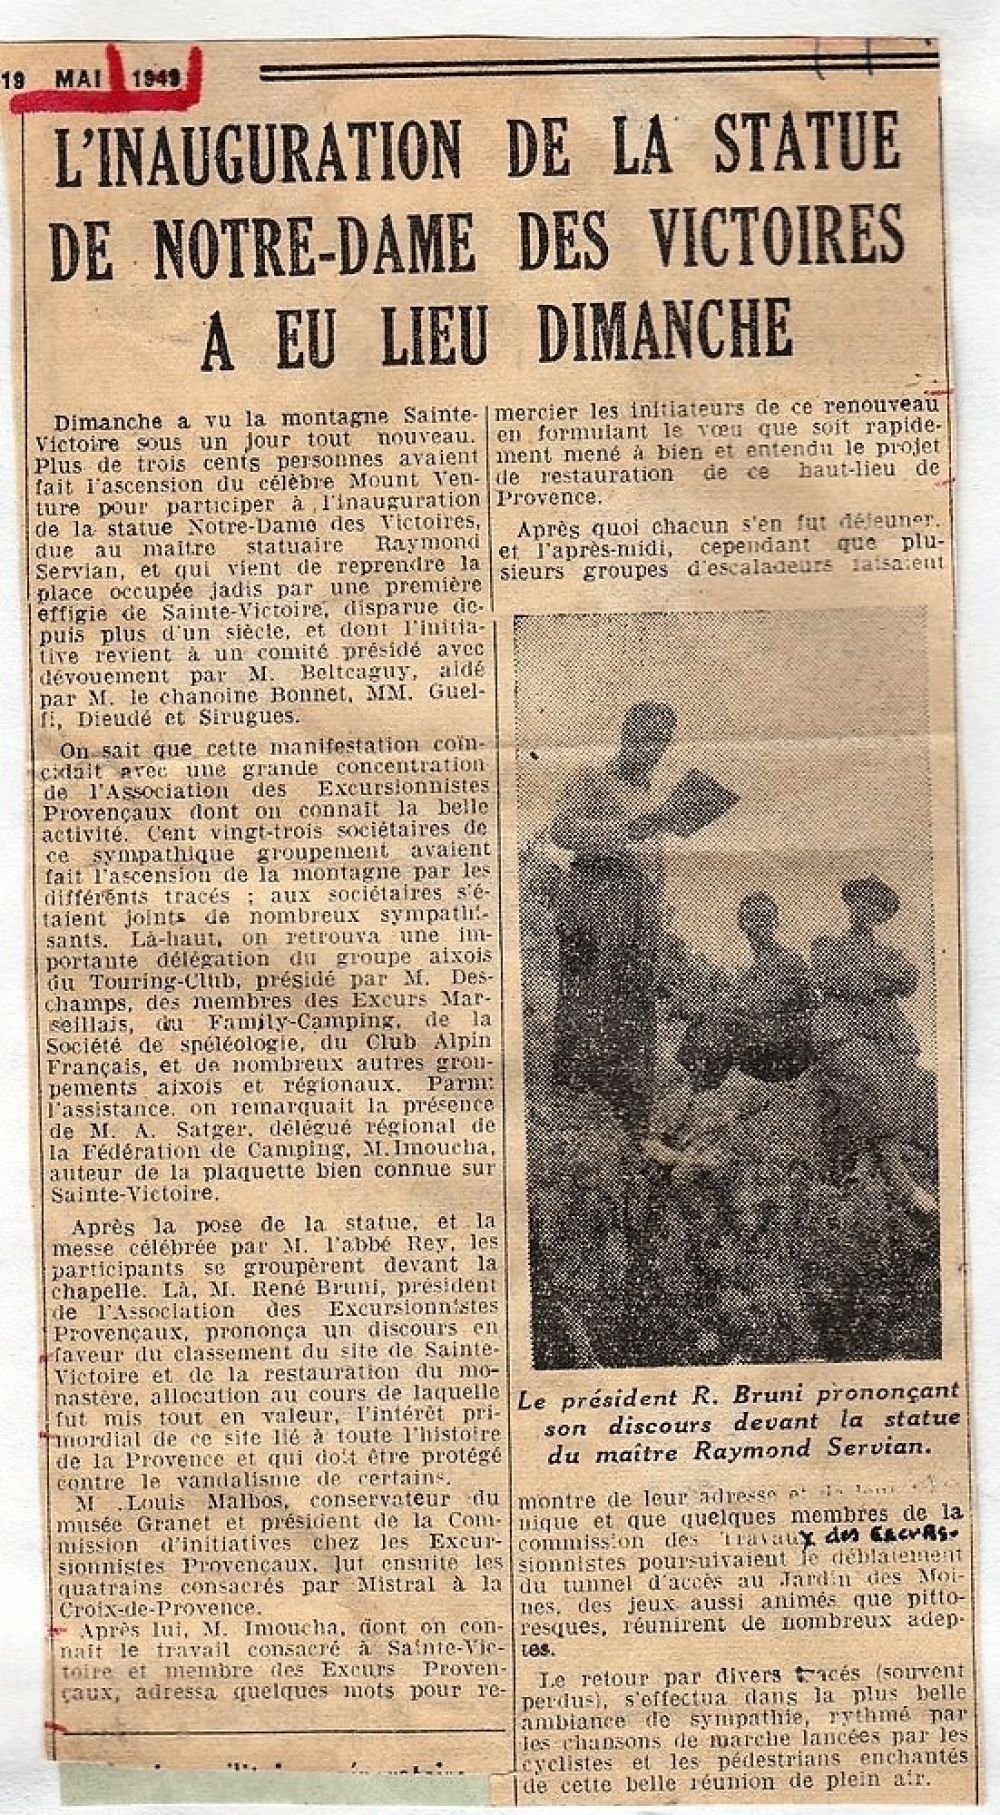 19 MAI 1949
L'INAUGURATION DE LA STATUE
DE NOTRE-DAME DES VICTOIRES
A EU LIEU DIMANCHE
Dimanche a vu la montagne Sainte-
Victoire sous un jour tout nouveau.
Plus de trois cents personnes avaient
fait l'ascension du célèbre Mount Ven-
ture pour participer à l'inauguration
de la statue Notre-Dame des Victoires,
due au maître statuaire Raymond
Servian, et qui vient de reprendre la
place occupée jadis par une première
effigie de Sainte-Victoire, disparue de-
puis plus d'un siècle, et dont l'initia-
tive revient à un comité présidé avec
dévouement par M. Beltcaguy, aidé
par M. le chanoine Bonnet, MM. Guel-
fi, Dieudé et Sirugues.
On sait que cette manifestation coïn-
cidait avec une grande concentration
de l'Association des Excursionnistes
Provençaux dont on connaît la belle
activité. Cent vingt-trois sociétaires de
ce sympathique groupement avaient
fait l'ascension de la montagne par les
différents tracés ; aux sociétaires s'é-
taient joints de nombreux sympathi-
sants. Là-haut, on retrouva une im-
portante délégation du groupe aixois
du Touring-Club, présidé par M. Des-
champs, des membres des Excurs Mar-
seillais, du Family-Camping, de la
Société de spéléologie, du Club Alpin
Français, et de nombreux autres grou-
pements aixois et régionaux. Parmi
l'assistance, on remarquait la présence
de M. A. Satger, délégué régional de
la Fédération de Camping, M. Imoucha,
auteur de la plaquette bien connue sur
Sainte-Victoire.
Après la pose de la statue, et la
messe célébrée par M. l'abbé Rey, les
participants se groupèrent devant la
chapelle. Là, M. René Bruni, président
de l'Association des Excursionnistes
Provençaux, prononça un discours en
faveur du classement du site de Sainte-
Victoire et de la restauration du mo-
nastère, allocution au cours de laquelle
fut mis tout en valeur, l'intérêt pri-
mordial de ce site lié à toute l'histoire
de la Provence et qui doit être protégé
contre le vandalisme de certains.
M .Louis Malbos, conservateur du
musée Granet et président de la Com-
mission d'initiatives chez les Excur-
sionnistes Provençaux, lut ensuite les
quatrains consacrés par Mistral à la
Croix-de-Provence.
Après lui, M. Imoucha, dont on con-
naît le travail consacré à Sainte-Vic-
toire et membre des Excurs Proven-
çaux, adressa quelques mots pour re-
mercier les initiateurs de ce renouveau
en formulant le vœu que soit rapide-
ment mené à bien et entendu le projet
de restauration de ce haut-lieu de
Provence.
Après quoi chacun s'en fut déjeuner,
et l'après-midi, cependant que plu-
sieurs groupes d'escaladeurs faisaient
Le président R. Bruni prononçant
son discours devant la statue
du maître Raymond Servian.
montre de leur adresse et de leur
nique et que quelques membres de la
commission des Travaux des Excurs-
sionnistes poursuivaient le déblaiement
du tunnel d'accès au Jardin des Moi-
nes, des jeux aussi animés que pitto-
resques, réunirent de nombreux adep-
tes.
Le retour par divers tracés (souvent
perdus), s'effectua dans la plus belle
ambiance de sympathie, rythmé par
les chansons de marche lancées par les
cyclistes et les pédestrians enchantés
de cette belle réunion de plein air.